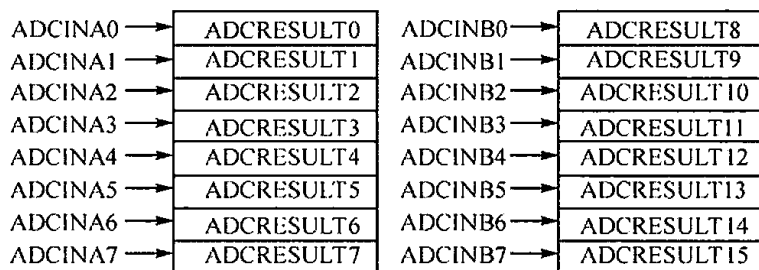 ADCINA0 ADCRESULT0
ADCINA1 ADCRESULT1
ADCINA2 ADCRESULT2
ADCINA3 ADCRESULT3
ADCINA4 ADCRESULT4
ADCINA5 ADCRESULT5
ADCINA6 ADCRESULT6
ADCINA7 ADCRESULT7
ADCINB0 ADCRESULT8
ADCINB1 ADCRESULT9
ADCINB2 ADCRESULT10
ADCINB3 ADCRESULT11
ADCINB4 ADCRESULT12
ADCINB5 ADCRESULT13
ADCINB6 ADCRESULT14
ADCINB7 ADCRESULT15